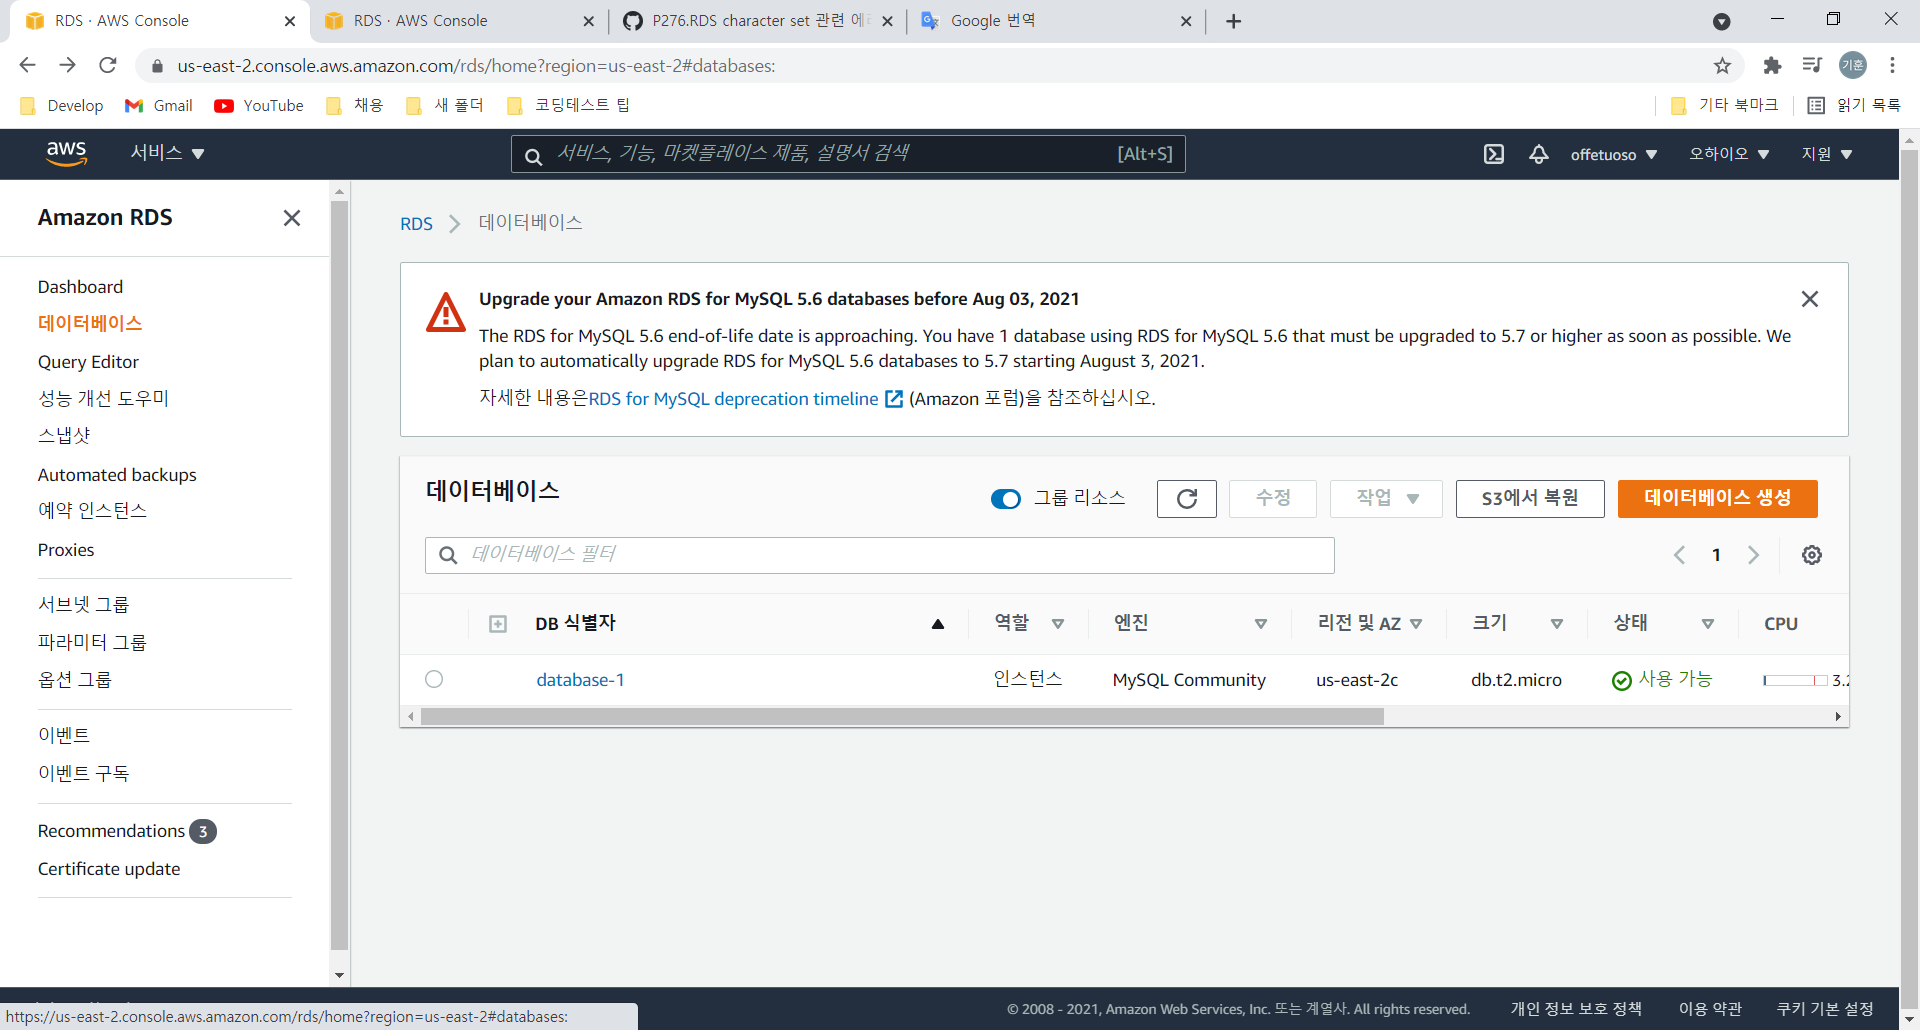 RDS · AWS Console
RDS · AWS Console
P276.RDS character set 관련 에러
Google 번역
us-east-2.console.aws.amazon.com/rds/home?region=us-east-2#databases:
기훈
Develop
Gmail
YouTube
채용
새 폴더
코딩테스트 팁
기타 북마크
읽기 목록
aws
서비스
서비스, 기능, 마켓플레이스 제품, 설명서 검색
[Alt+S]
offetuoso
오하이오
지원
Amazon RDS
Dashboard
데이터베이스
Query Editor
성능 개선 도우미
스냅샷
Automated backups
예약 인스턴스
Proxies
서브넷 그룹
파라미터 그룹
옵션 그룹
이벤트
이벤트 구독
Recommendations 3
Certificate update
RDS
데이터베이스
Upgrade your Amazon RDS for MySQL 5.6 databases before Aug 03, 2021
The RDS for MySQL 5.6 end-of-life date is approaching. You have 1 database using RDS for MySQL 5.6 that must be upgraded to 5.7 or higher as soon as possible. We
plan to automatically upgrade RDS for MySQL 5.6 databases to 5.7 starting August 3, 2021.
자세한 내용은RDS for MySQL deprecation timeline (Amazon 포럼)을 참조하십시오.
데이터베이스
그룹 리소스
수정
작업
S3에서 복원
데이터베이스 생성
데이터베이스 필터
1
DB 식별자
역할
엔진
리전 및 AZ
크기
상태
CPU
database-1
인스턴스
MySQL Community
us-east-2c
db.t2.micro
사용 가능
3.2
© 2008 - 2021, Amazon Web Services, Inc. 또는 계열사. All rights reserved.
개인 정보 보호 정책
이용 약관
쿠키 기본 설정
https://us-east-2.console.aws.amazon.com/rds/home?region=us-east-2#databases: